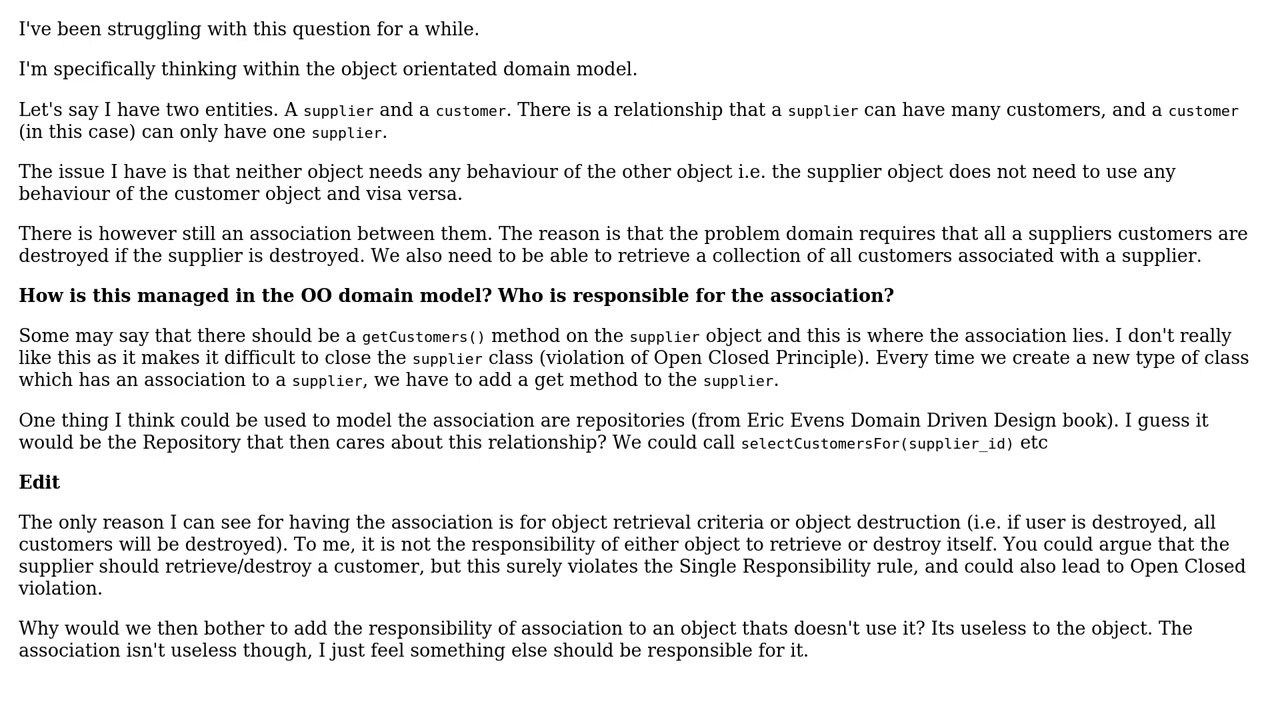 I've been struggling with this question for a while.
I'm specifically thinking within the object orientated domain model.
Let's say I have two entities. A supplier and a customer. There is a relationship that a supplier can have many customers, and a customer
(in this case) can only have one supplier.
The issue I have is that neither object needs any behaviour of the other object i.e. the supplier object does not need to use any
behaviour of the customer object and visa versa.
There is however still an association between them. The reason is that the problem domain requires that all a suppliers customers are
destroyed if the supplier is destroyed. We also need to be able to retrieve a collection of all customers associated with a supplier.
How is this managed in the OO domain model? Who is responsible for the association?
Some may say that there should be a getCustomers() method on the supplier object and this is where the association lies. I don't really
like this as it makes it difficult to close the supplier class (violation of Open Closed Principle). Every time we create a new type of class
which has an association to a supplier, we have to add a get method to the supplier.
One thing I think could be used to model the association are repositories (from Eric Evens Domain Driven Design book). I guess it
would be the Repository that then cares about this relationship? We could call selectCustomersFor(supplier_id) etc
Edit
The only reason I can see for having the association is for object retrieval criteria or object destruction (i.e. if user is destroyed, all
customers will be destroyed). To me, it is not the responsibility of either object to retrieve or destroy itself. You could argue that the
supplier should retrieve/destroy a customer, but this surely violates the Single Responsibility rule, and could also lead to Open Closed
violation.
Why would we then bother to add the responsibility of association to an object thats doesn't use it? Its useless to the object. The
association isn't useless though, I just feel something else should be responsible for it.